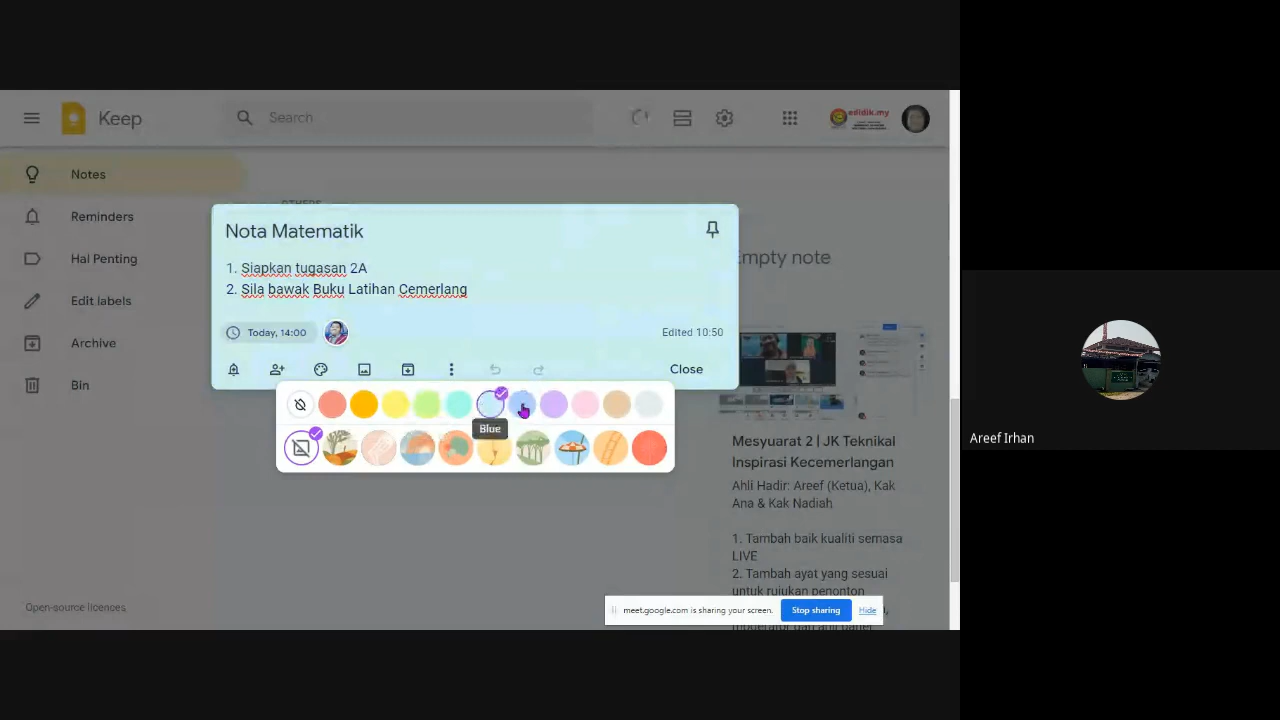 Keep
Search
edidik.my
Notes
Reminders
Hal Penting
Edit labels
Archive
Bin
OTHERS
Nota Matematik
1. Siapkan tugasan 2A
2. Sila bawak Buku Latihan Cemerlang
Today, 14:00
Edited 10:50
Close
Blue
mpty note
Mesyuarat 2 | JK Teknikal
Inspirasi Kecemerlangan
Ahli Hadir: Areef (Ketua), Kak
Ana & Kak Nadiah
1. Tambah baik kualiti semasa
LIVE
2. Tambah ayat yang sesuai
untuk rujukan penonton
meet.google.com is sharing your screen.
Stop sharing
Hide
Open-source licences
Areef Irhan